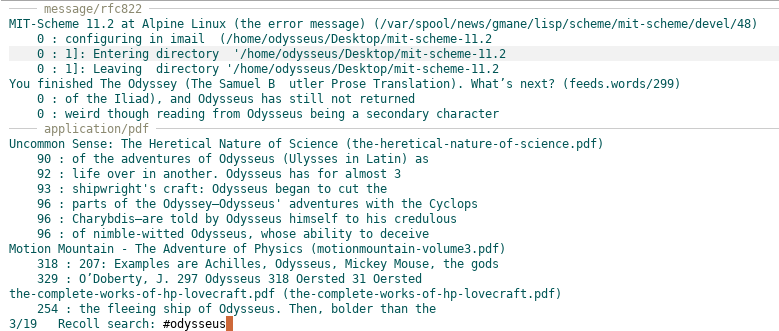 message/rfc822
MIT-Scheme 11.2 at Alpine Linux (the error message) (/var/spool/news/gmane/lisp/scheme/mit-scheme/devel/48)
0 : configuring in imail  (/home/odysseus/Desktop/mit-scheme-11.2
0 : 1]: Entering directory  '/home/odysseus/Desktop/mit-scheme-11.2
0 : 1]: Leaving  directory '/home/odysseus/Desktop/mit-scheme-11.2
You finished The Odyssey (The Samuel B  utler Prose Translation). What’s next? (feeds.words/299)
0 : of the Iliad), and Odysseus has still not returned
0 : weird though reading from Odysseus being a secondary character
application/pdf
Uncommon Sense: The Heretical Nature of Science (the-heretical-nature-of-science.pdf)
90 : of the adventures of Odysseus (Ulysses in Latin) as
92 : life over in another. Odysseus has for almost 3
93 : shipwright's craft: Odysseus began to cut the
96 : parts of the Odyssey—Odysseus' adventures with the Cyclops
96 : Charybdis—are told by Odysseus himself to his credulous
96 : of nimble-witted Odysseus, whose ability to deceive
Motion Mountain - The Adventure of Physics (motionmountain-volume3.pdf)
318 : 207: Examples are Achilles, Odysseus, Mickey Mouse, the gods
329 : O’Doberty, J. 297 Odysseus 318 Oersted 31 Oersted
the-complete-works-of-hp-lovecraft.pdf (the-complete-works-of-hp-lovecraft.pdf)
254 : the fleeing ship of Odysseus. Then, bolder than the
3/19   Recoll search: #odysseus